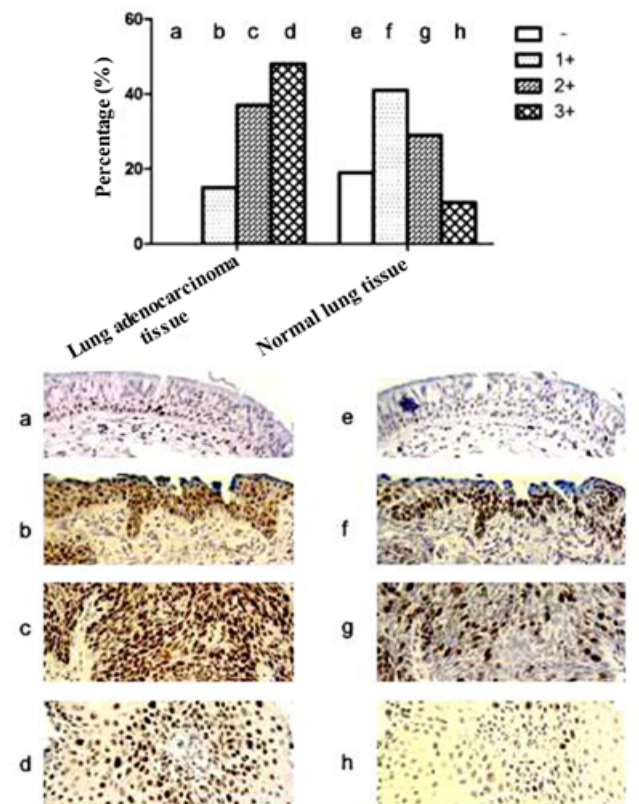 60
40
20
0
Percentage (%)
a b c d e f g h
-
1+
2+
3+
Lung adenocarcinoma
tissue
Normal lung tissue
a
e
b
f
c
g
d
h